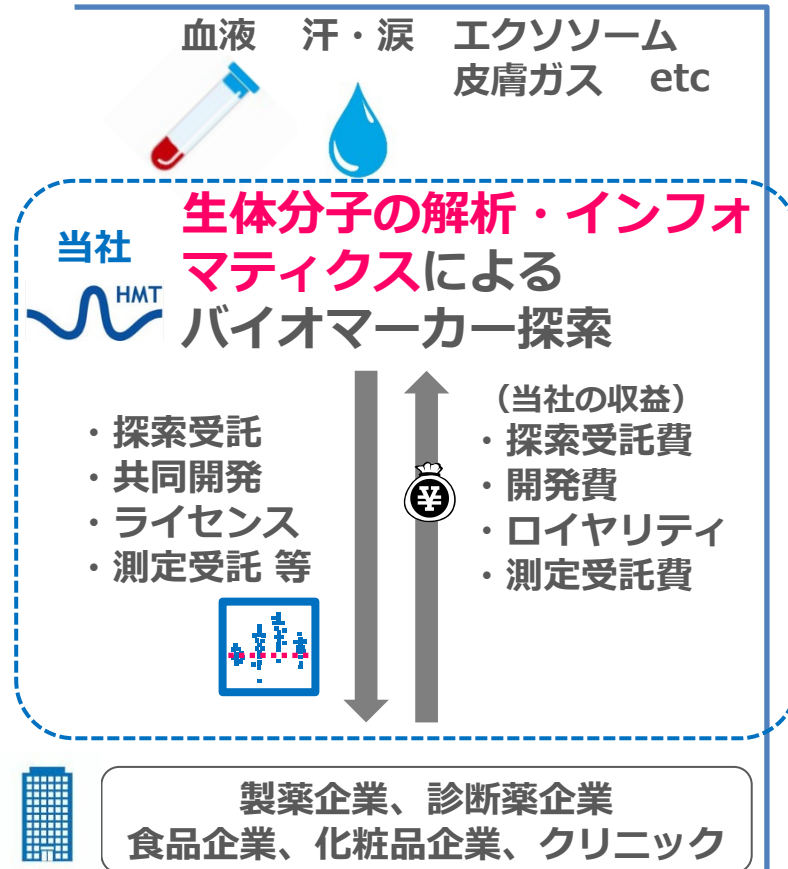 血液 汗・涙 エクソソーム
皮膚ガス etc
当社
HMT
生体分子の解析・インフォ
マティクスによる
バイオマーカー探索
・探索受託
・共同開発
・ライセンス
・測定受託 等
（当社の収益）
・探索受託費
・開発費
・ロイヤリティ
・測定受託費
¥
製薬企業、診断薬企業
食品企業、化粧品企業、クリニック